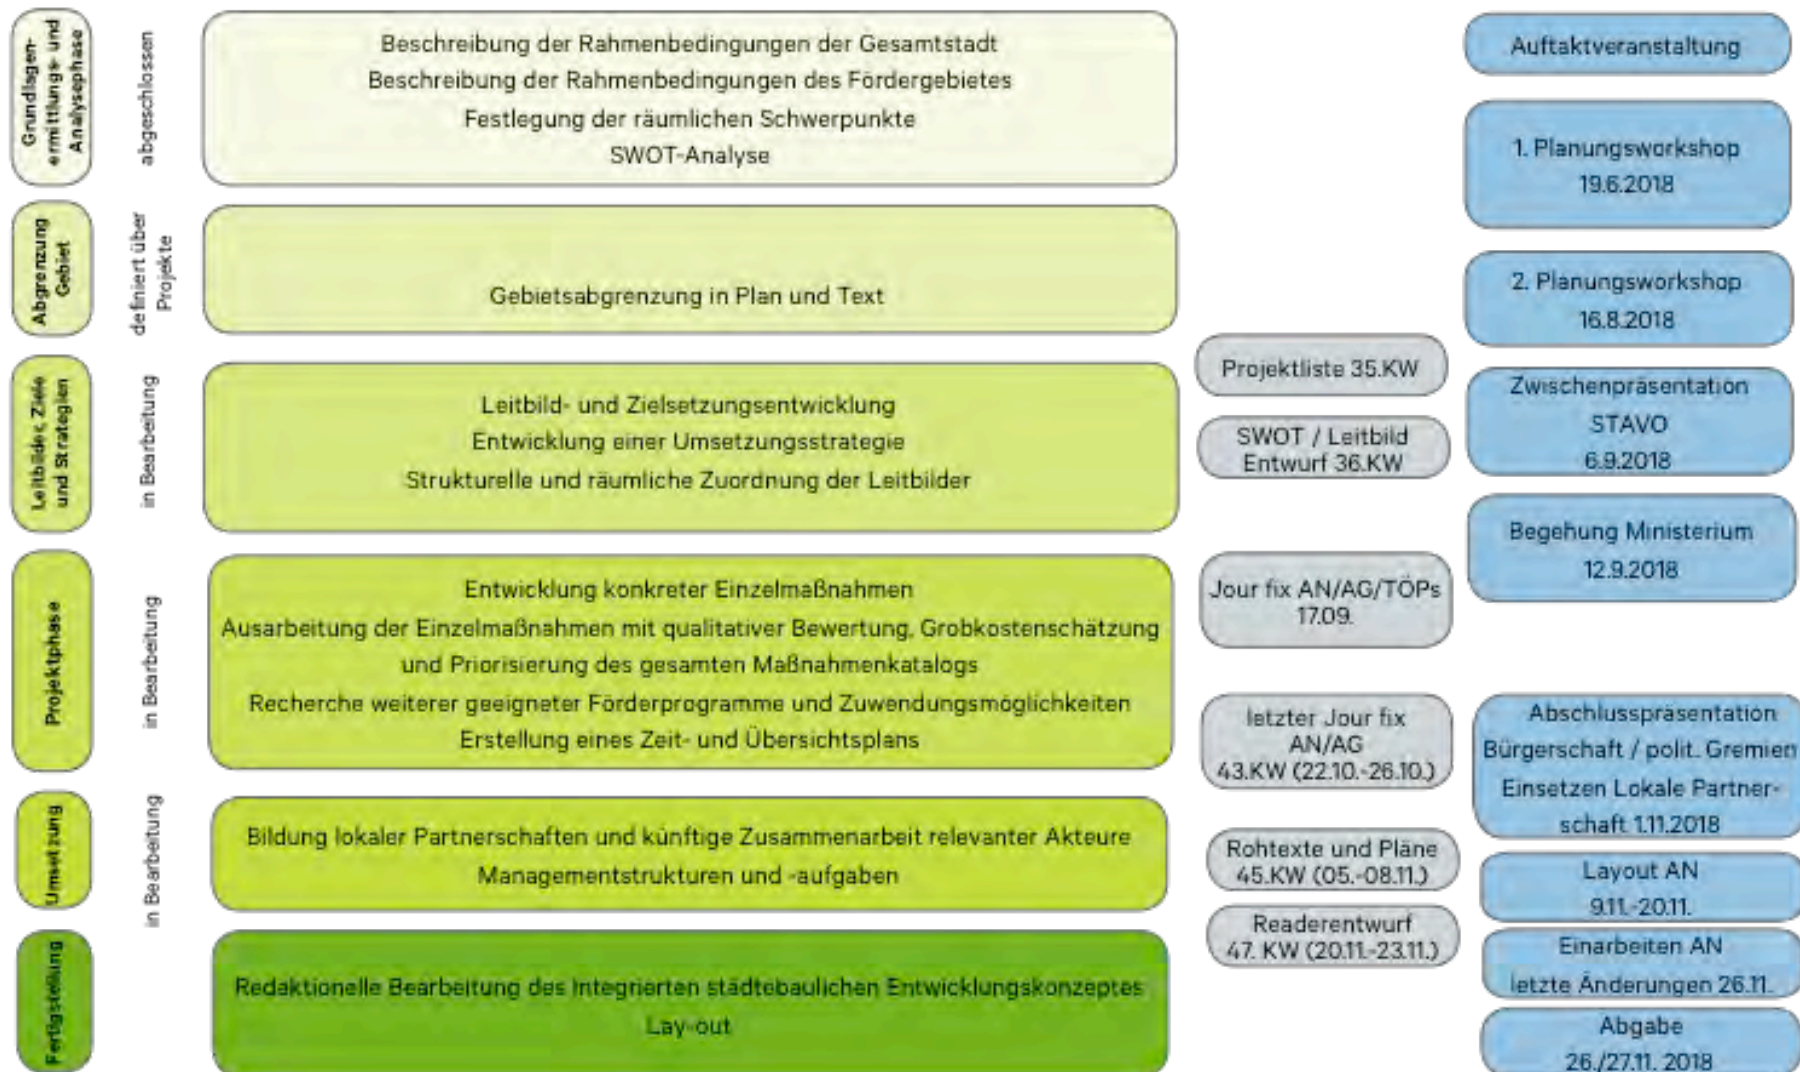 Grundlagen-
ermittlungs- und
Analysephase
abgeschlossen
Beschreibung der Rahmenbedingungen der Gesamtstadt
Beschreibung der Rahmenbedingungen des Fördergebietes
Festlegung der räumlichen Schwerpunkte
SWOT-Analyse
Abgrenzung
Gebiet
definiert über
Projekte
Gebietsabgrenzung in Plan und Text
Leitbilder, Ziele
und Strategien
in Bearbeitung
Leitbild- und Zielsetzungsentwicklung
Entwicklung einer Umsetzungsstrategie
Strukturelle und räumliche Zuordnung der Leitbilder
Projektphase
in Bearbeitung
Entwicklung konkreter Einzelmaßnahmen
Ausarbeitung der Einzelmaßnahmen mit qualitativer Bewertung, Grobkostenschätzung
und Priorisierung des gesamten Maßnahmenkatalogs
Recherche weiterer geeigneter Förderprogramme und Zuwendungsmöglichkeiten
Erstellung eines Zeit- und Übersichtsplans
Umsetzung
in Bearbeitung
Bildung lokaler Partnerschaften und künftige Zusammenarbeit relevanter Akteure
Managementstrukturen und -aufgaben
Fertigstellung
Redaktionelle Bearbeitung des Integrierten städtebaulichen Entwicklungskonzeptes
Lay-out
Projektliste 35.KW
SWOT / Leitbild
Entwurf 36.KW
Jour fix AN/AG/TÖPs
17.09.
letzter Jour fix
AN/AG
43.KW (22.10.-26.10.)
Rohtexte und Pläne
45.KW (05.-08.11.)
Readerentwurf
47. KW (20.11.-23.11.)
Auftaktveranstaltung
1. Planungsworkshop
19.6.2018
2. Planungsworkshop
16.8.2018
Zwischenpräsentation
STAVO
6.9.2018
Begehung Ministerium
12.9.2018
Abschlusspräsentation
Bürgerschaft / polit. Gremien
Einsetzen Lokale Partner-
schaft 1.11.2018
Layout AN
9.11.-20.11.
Einarbeiten AN
letzte Änderungen 26.11.
Abgabe
26./27.11. 2018